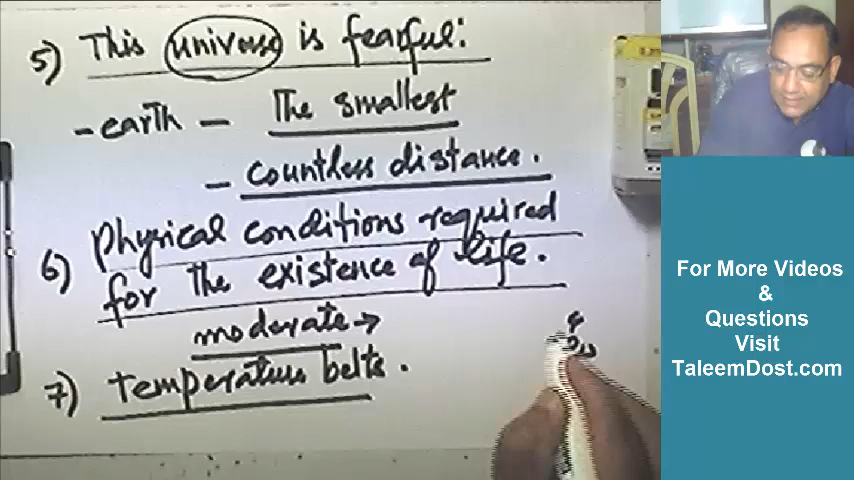 5) This universe is fearful:
- earth - The smallest
- Countless distance.
6) Physical conditions required
for the existence of life.
moderate →
7) temperature belts.
For More Videos
&
Questions
Visit
TaleemDost.com